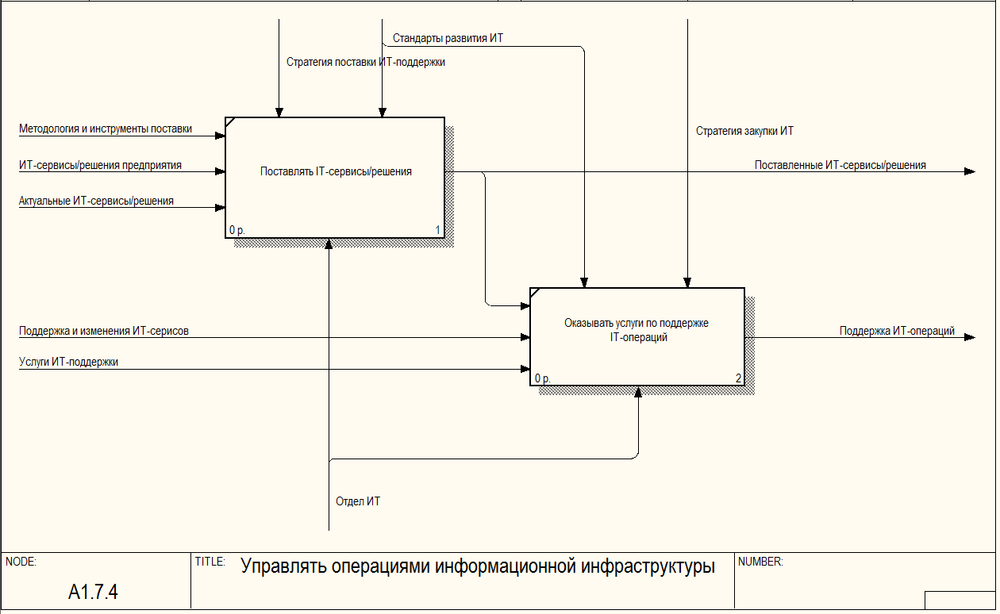 Стандарты развития ИТ
Стратегия поставки ИТ-поддержки
Методология и инструменты поставки
Стратегия закупки ИТ
ИТ-сервисы/решения предприятия
Поставлять IT-сервисы/решения
Поставленные ИТ-сервисы/решения
Актуальные ИТ-сервисы/решения
0 р. 1
Поддержка и изменения ИТ-серисов
Оказывать услуги по поддержке
IT-операций
Поддержка ИТ-операций
Услуги ИТ-поддержки
0 р. 2
Отдел ИТ
NODE: TITLE: Управлять операциями информационной инфраструктуры NUMBER:
A1.7.4